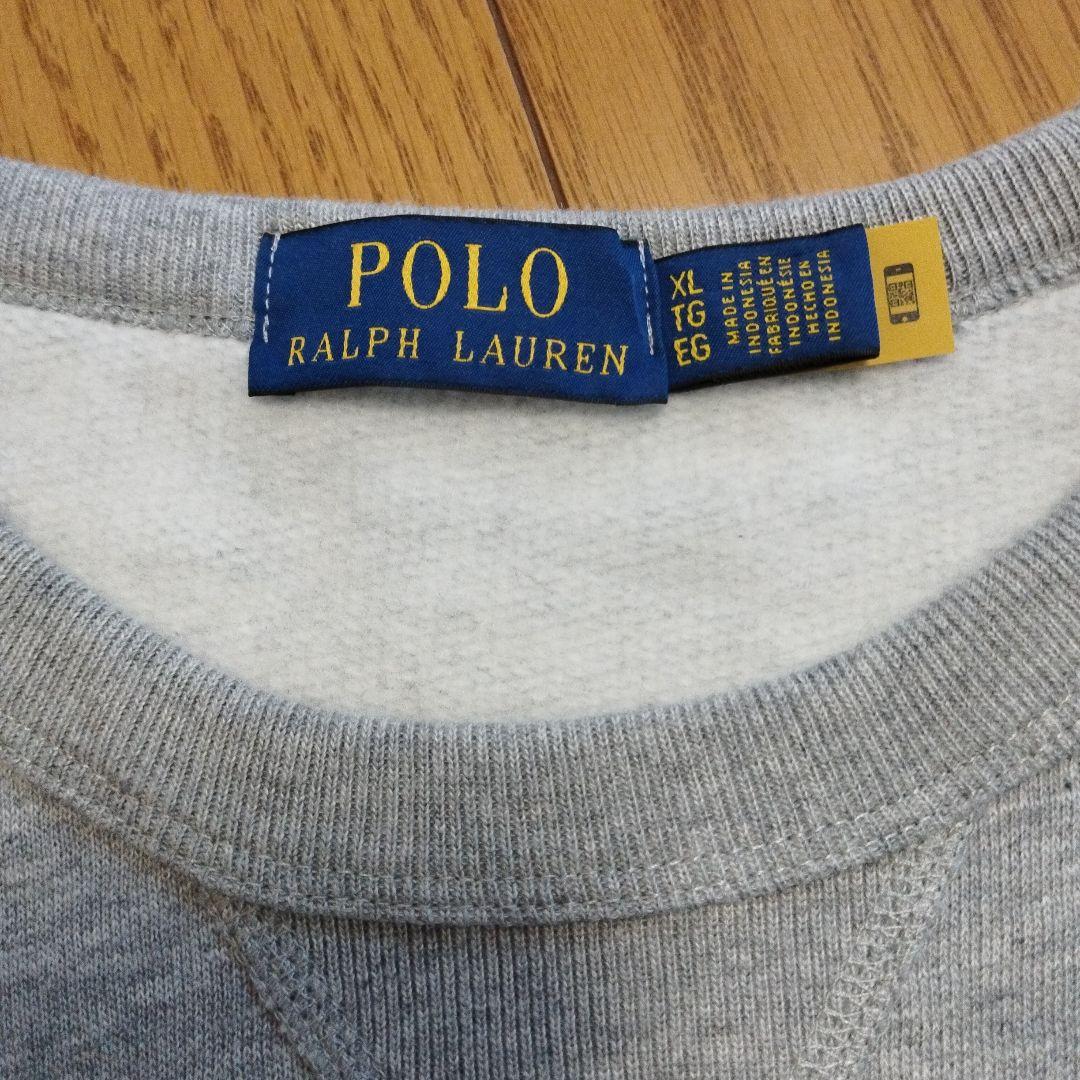 POLO
RALPH LAUREN
XL
TG
EG
MADE IN
INDONESIA
FABRIQUÉ EN
INDONÉSIE
HECHO EN
INDONESIA